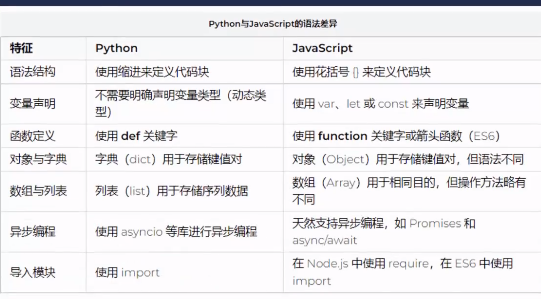 Python与JavaScript的语法差异
特征 Python JavaScript
语法结构 使用缩进来定义代码块 使用花括号 {} 来定义代码块
变量声明 不需要明确声明变量类型（动态类 使用 var、let 或 const 来声明变量
型）
函数定义 使用 def 关键字 使用 function 关键字或箭头函数（ES6）
对象与字典 字典（dict）用于存储键值对 对象（Object）用于存储键值对，但语法不同
数组与列表 列表（list）用于存储序列数据 数组（Array）用于相同目的，但操作方法略有
不同
异步编程 使用 asyncio 等库进行异步编程 天然支持异步编程，如 Promises 和
async/await
导入模块 使用 import 在 Node.js 中使用 require，在 ES6 中使用
import